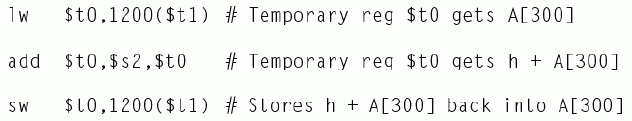 lw $t0,1200($t1) # Temporary reg $t0 gets A[300]
add $t0,$s2,$t0 # Temporary reg $t0 gets h + A[300]
sw $t0,1200($t1) # Stores h + A[300] back into A[300]